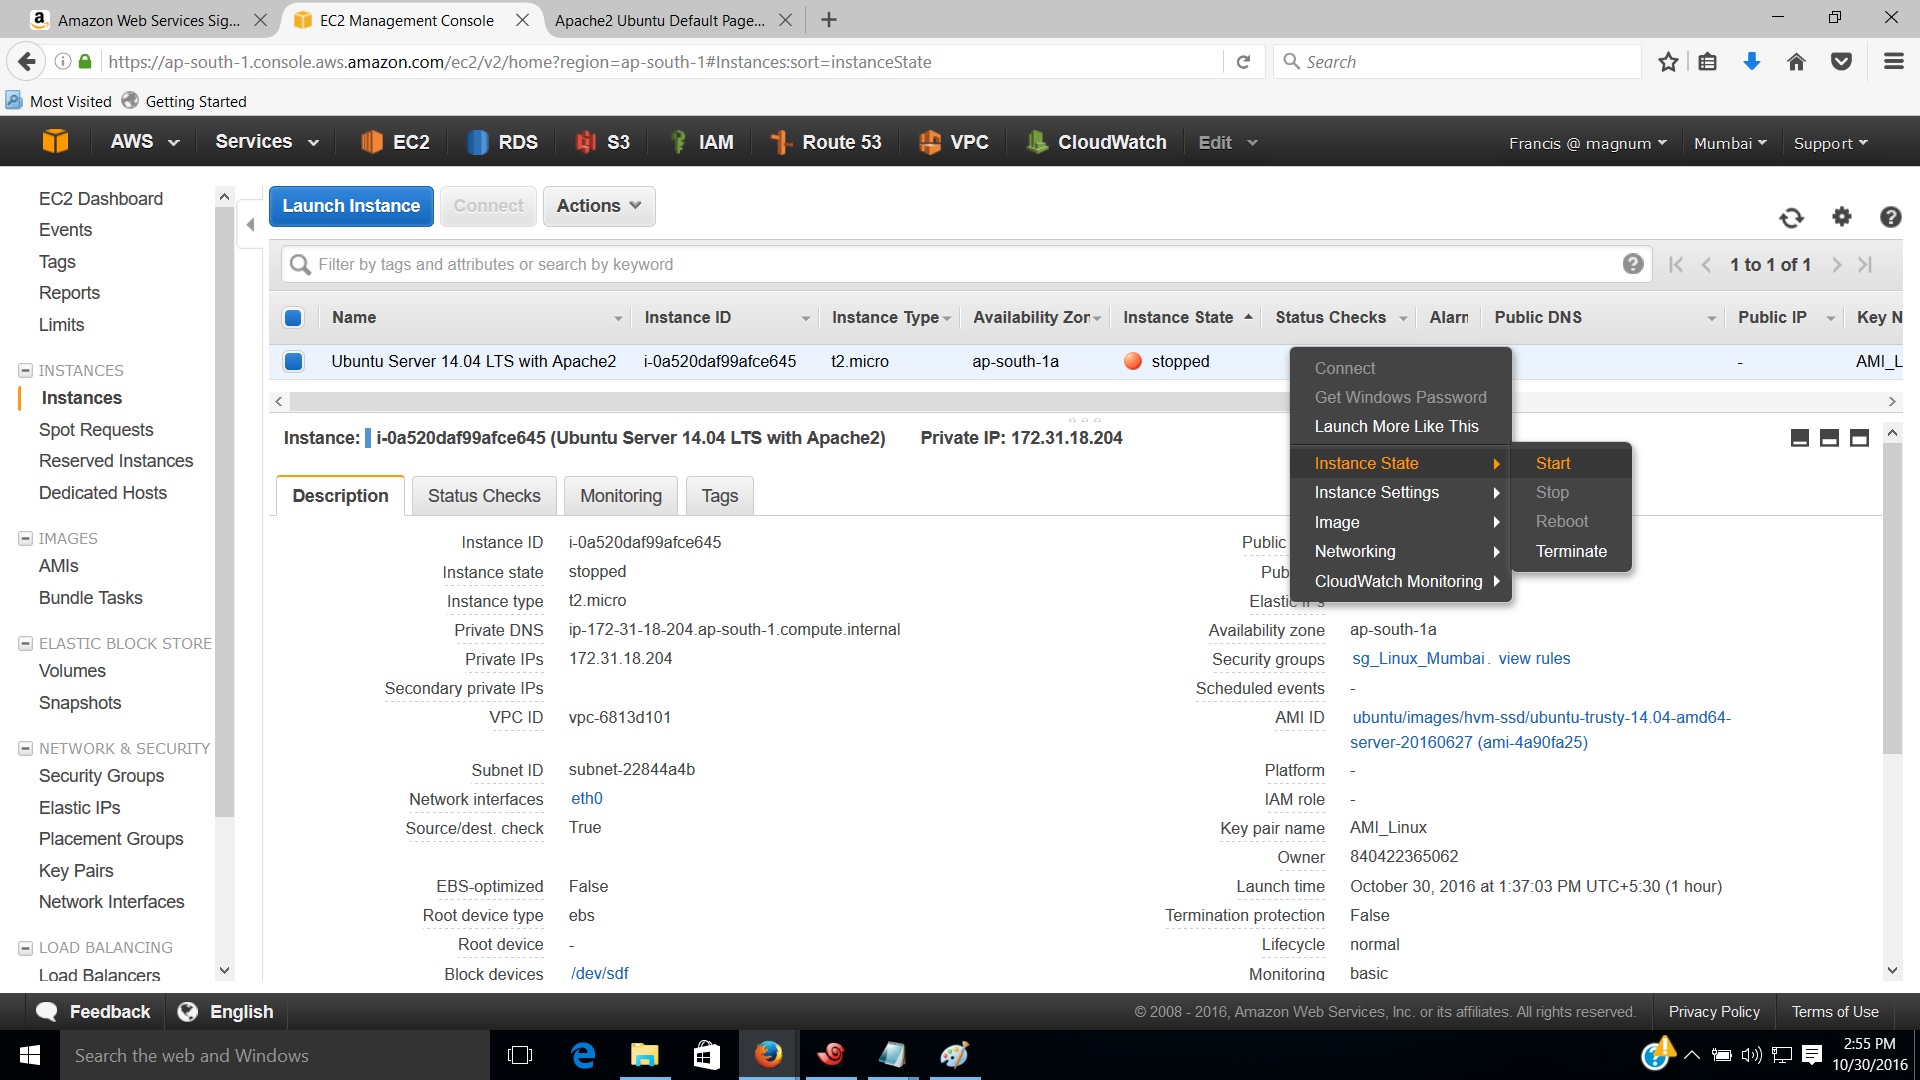 Amazon Web Services Sig...
EC2 Management Console
Apache2 Ubuntu Default Page...
https://ap-south-1.console.aws.amazon.com/ec2/v2/home?region=ap-south-1#Instances:sort=instanceState
Search
Most Visited
Getting Started
AWS
Services
EC2
RDS
S3
IAM
Route 53
VPC
CloudWatch
Edit
Francis @ magnum
Mumbai
Support
EC2 Dashboard
Events
Tags
Reports
Limits
INSTANCES
Instances
Spot Requests
Reserved Instances
Dedicated Hosts
IMAGES
AMIs
Bundle Tasks
ELASTIC BLOCK STORE
Volumes
Snapshots
NETWORK & SECURITY
Security Groups
Elastic IPs
Placement Groups
Key Pairs
Network Interfaces
LOAD BALANCING
Load Balancers
Launch Instance
Connect
Actions
Filter by tags and attributes or search by keyword
1 to 1 of 1
Name
Instance ID
Instance Type
Availability Zor
Instance State
Status Checks
Alarn
Public DNS
Public IP
Key N
Ubuntu Server 14.04 LTS with Apache2
i-0a520daf99afce645
t2.micro
ap-south-1a
stopped
-
AMI_L
Connect
Get Windows Password
Launch More Like This
Instance State
Instance Settings
Image
Networking
CloudWatch Monitoring
Start
Stop
Reboot
Terminate
Instance: i-0a520daf99afce645 (Ubuntu Server 14.04 LTS with Apache2)
Private IP: 172.31.18.204
Description
Status Checks
Monitoring
Tags
Instance ID i-0a520daf99afce645
Instance state stopped
Instance type t2.micro
Private DNS ip-172-31-18-204.ap-south-1.compute.internal
Private IPs 172.31.18.204
Secondary private IPs
VPC ID vpc-6813d101
Subnet ID subnet-22844a4b
Network interfaces eth0
Source/dest. check True
EBS-optimized False
Root device type ebs
Root device -
Block devices /dev/sdf
Public
Availability zone ap-south-1a
Security groups sg_Linux_Mumbai. view rules
Scheduled events -
AMI ID ubuntu/images/hvm-ssd/ubuntu-trusty-14.04-amd64-
server-20160627 (ami-4a90fa25)
Platform -
IAM role -
Key pair name AMI_Linux
Owner 840422365062
Launch time October 30, 2016 at 1:37:03 PM UTC+5:30 (1 hour)
Termination protection False
Lifecycle normal
Monitoring basic
Feedback
English
© 2008 - 2016, Amazon Web Services, Inc. or its affiliates. All rights reserved.
Privacy Policy
Terms of Use
Search the web and Windows
2:55 PM
10/30/2016